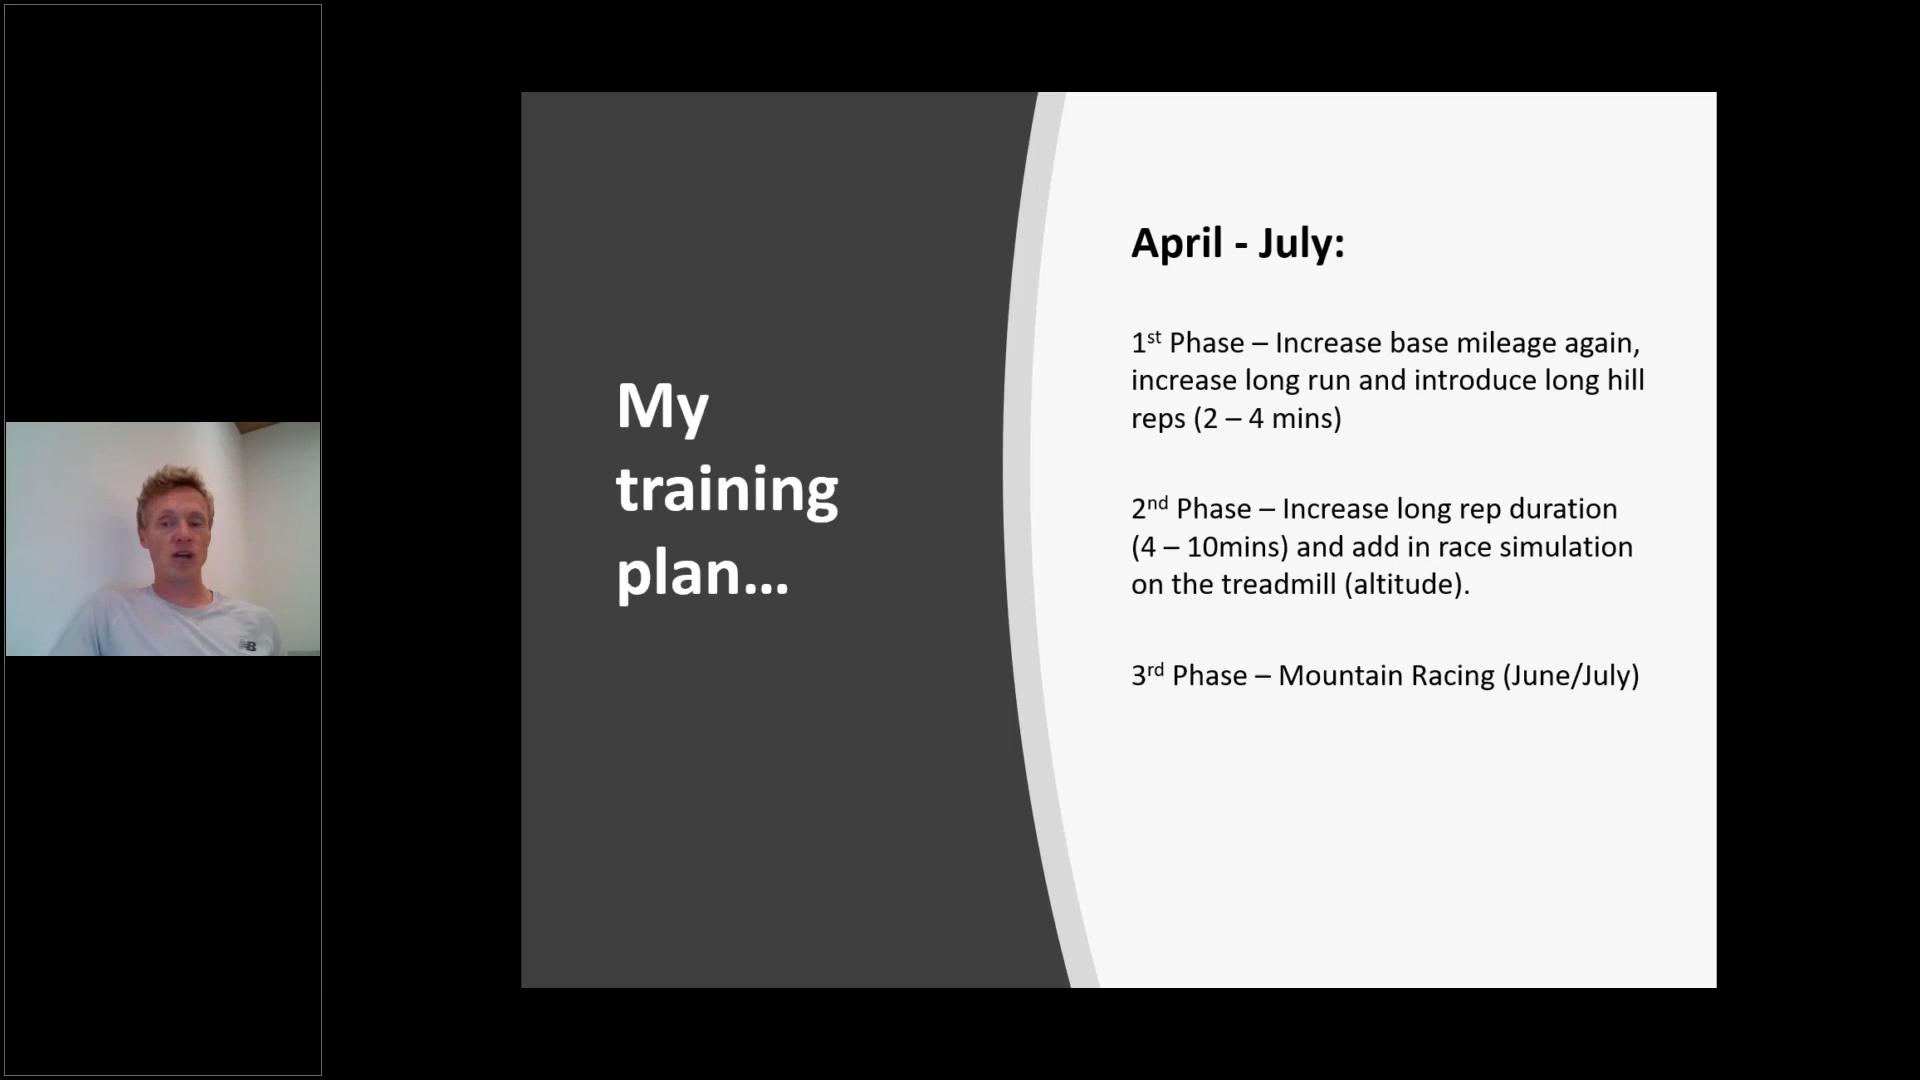 My
training
plan...
April - July:
1st Phase – Increase base mileage again,
increase long run and introduce long hill
reps (2 – 4 mins)
2nd Phase – Increase long rep duration
(4 – 10mins) and add in race simulation
on the treadmill (altitude).
3rd Phase – Mountain Racing (June/July)